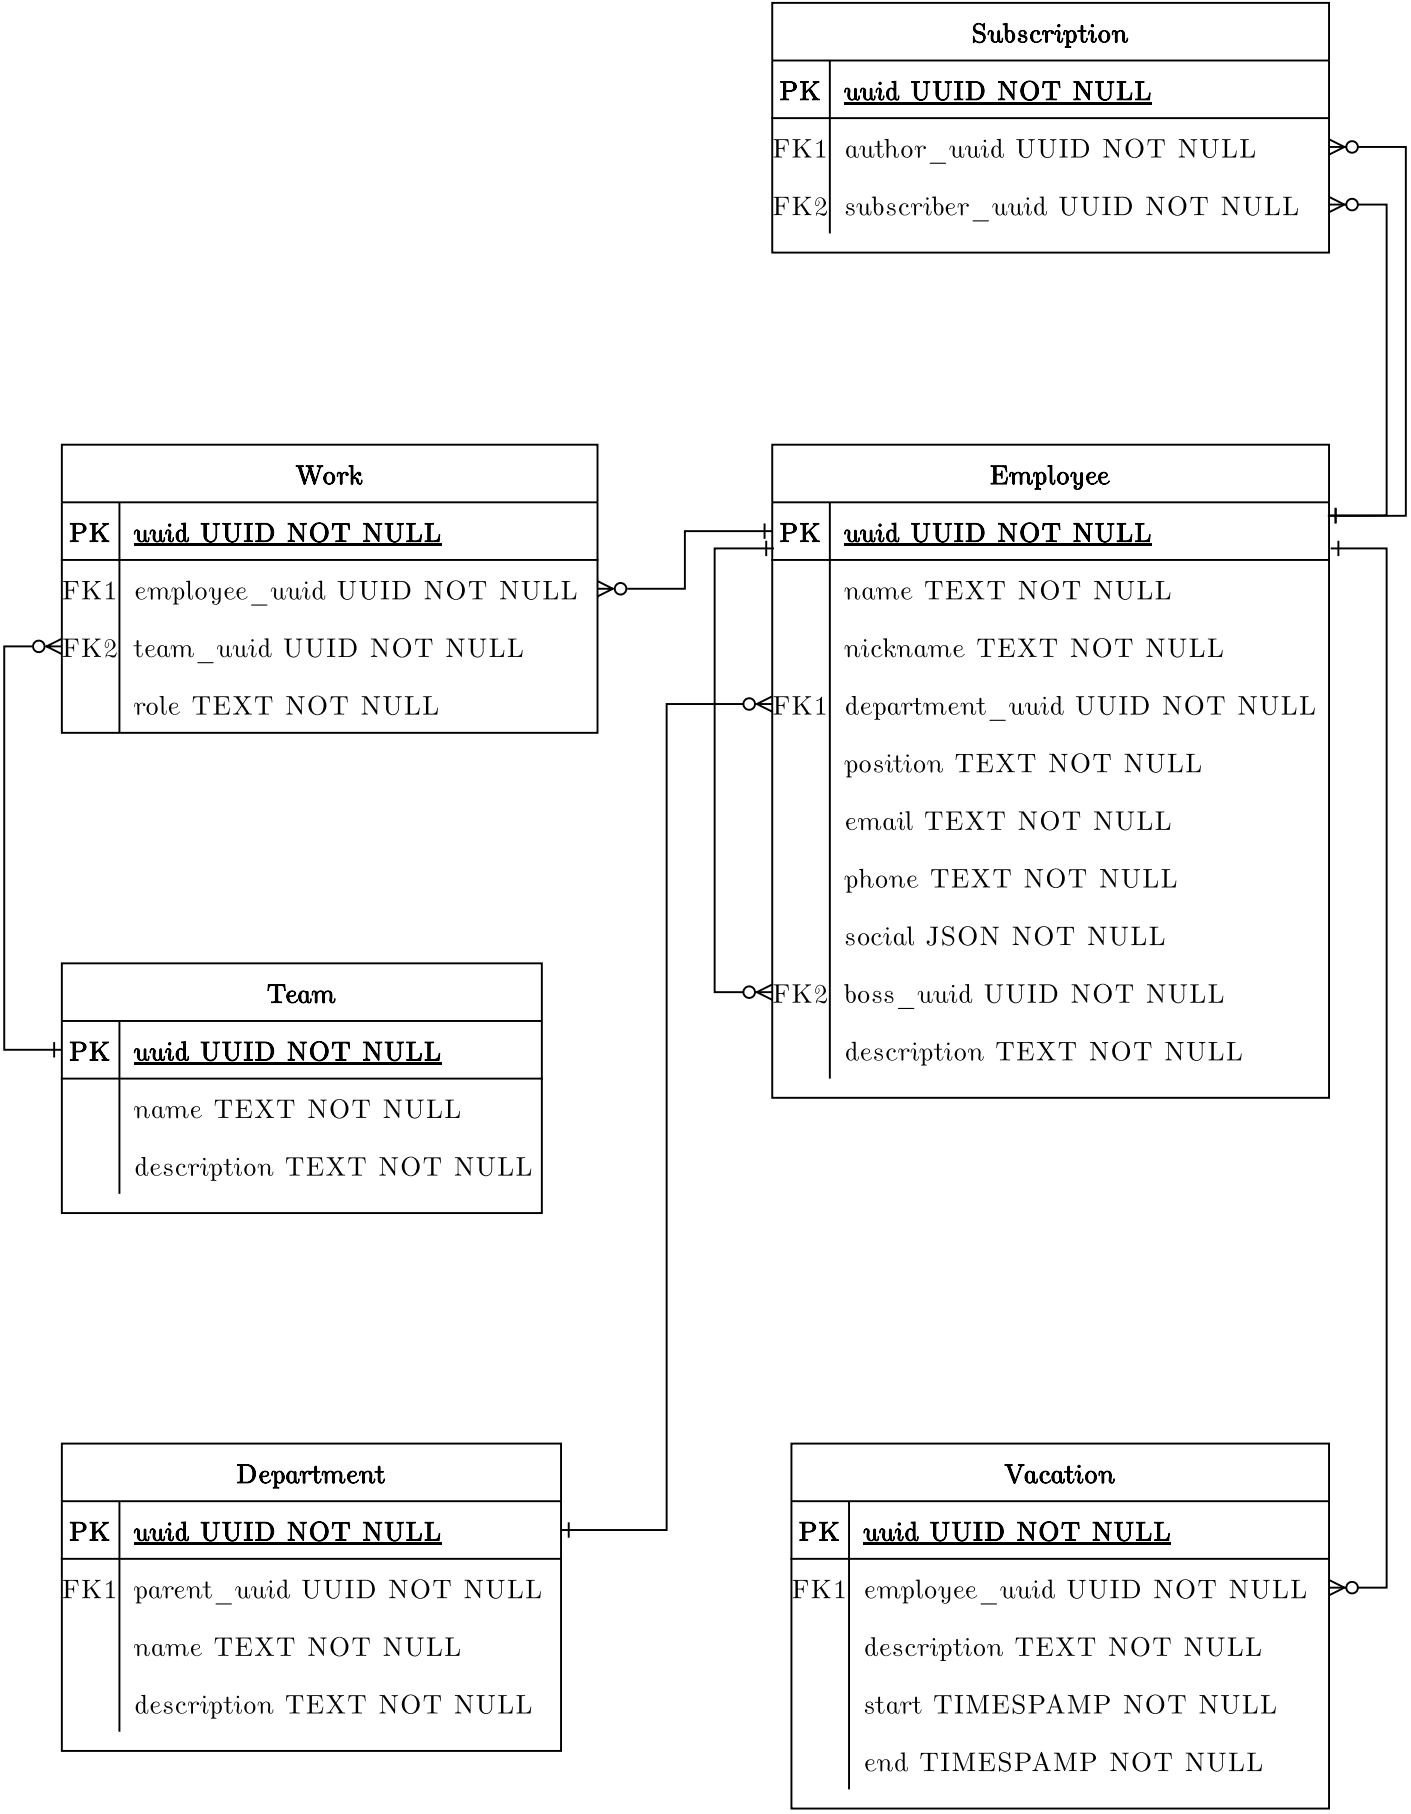 Subscription
PK uuid UUID NOT NULL
FK1 author_uuid UUID NOT NULL
FK2 subscriber_uuid UUID NOT NULL
Work
PK uuid UUID NOT NULL
FK1 employee_uuid UUID NOT NULL
FK2 team_uuid UUID NOT NULL
role TEXT NOT NULL
Employee
PK uuid UUID NOT NULL
name TEXT NOT NULL
nickname TEXT NOT NULL
FK1 department_uuid UUID NOT NULL
position TEXT NOT NULL
email TEXT NOT NULL
phone TEXT NOT NULL
social JSON NOT NULL
FK2 boss_uuid UUID NOT NULL
description TEXT NOT NULL
Team
PK uuid UUID NOT NULL
name TEXT NOT NULL
description TEXT NOT NULL
Department
PK uuid UUID NOT NULL
FK1 parent_uuid UUID NOT NULL
name TEXT NOT NULL
description TEXT NOT NULL
Vacation
PK uuid UUID NOT NULL
FK1 employee_uuid UUID NOT NULL
description TEXT NOT NULL
start TIMESPAMP NOT NULL
end TIMESPAMP NOT NULL